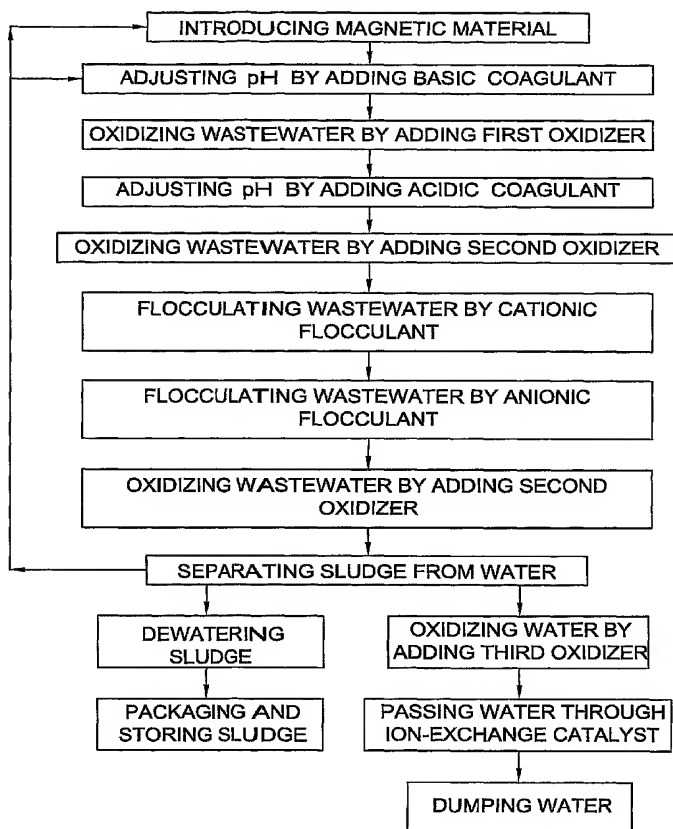 INTRODUCING MAGNETIC MATERIAL
ADJUSTING pH BY ADDING BASIC COAGULANT
OXIDIZING WASTEWATER BY ADDING FIRST OXIDIZER
ADJUSTING pH BY ADDING ACIDIC COAGULANT
OXIDIZING WASTEWATER BY ADDING SECOND OXIDIZER
FLOCCULATING WASTEWATER BY CATIONIC
FLOCCULANT
FLOCCULATING WASTEWATER BY ANIONIC
FLOCCULANT
OXIDIZING WASTEWATER BY ADDING SECOND
OXIDIZER
SEPARATING SLUDGE FROM WATER
DEWATERING
SLUDGE
PACKAGING AND
STORING SLUDGE
OXIDIZING WATER BY
ADDING THIRD OXIDIZER
PASSING WATER THROUGH
ION-EXCHANGE CATALYST
DUMPING WATER